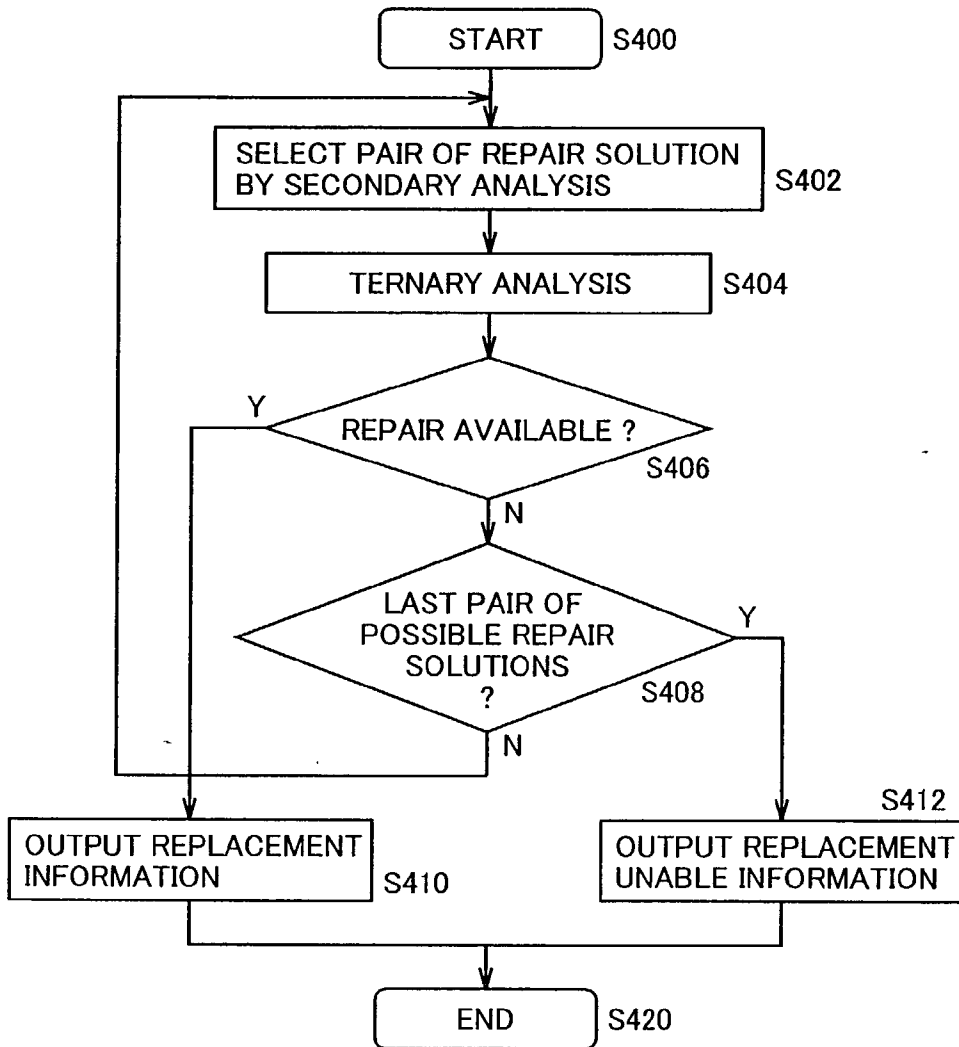 START
S400
SELECT PAIR OF REPAIR SOLUTION
BY SECONDARY ANALYSIS
S402
TERNARY ANALYSIS
S404
Y
REPAIR AVAILABLE ?
S406
N
LAST PAIR OF
POSSIBLE REPAIR
SOLUTIONS
?
Y
S408
N
S412
OUTPUT REPLACEMENT
INFORMATION
S410
OUTPUT REPLACEMENT
UNABLE INFORMATION
END
S420